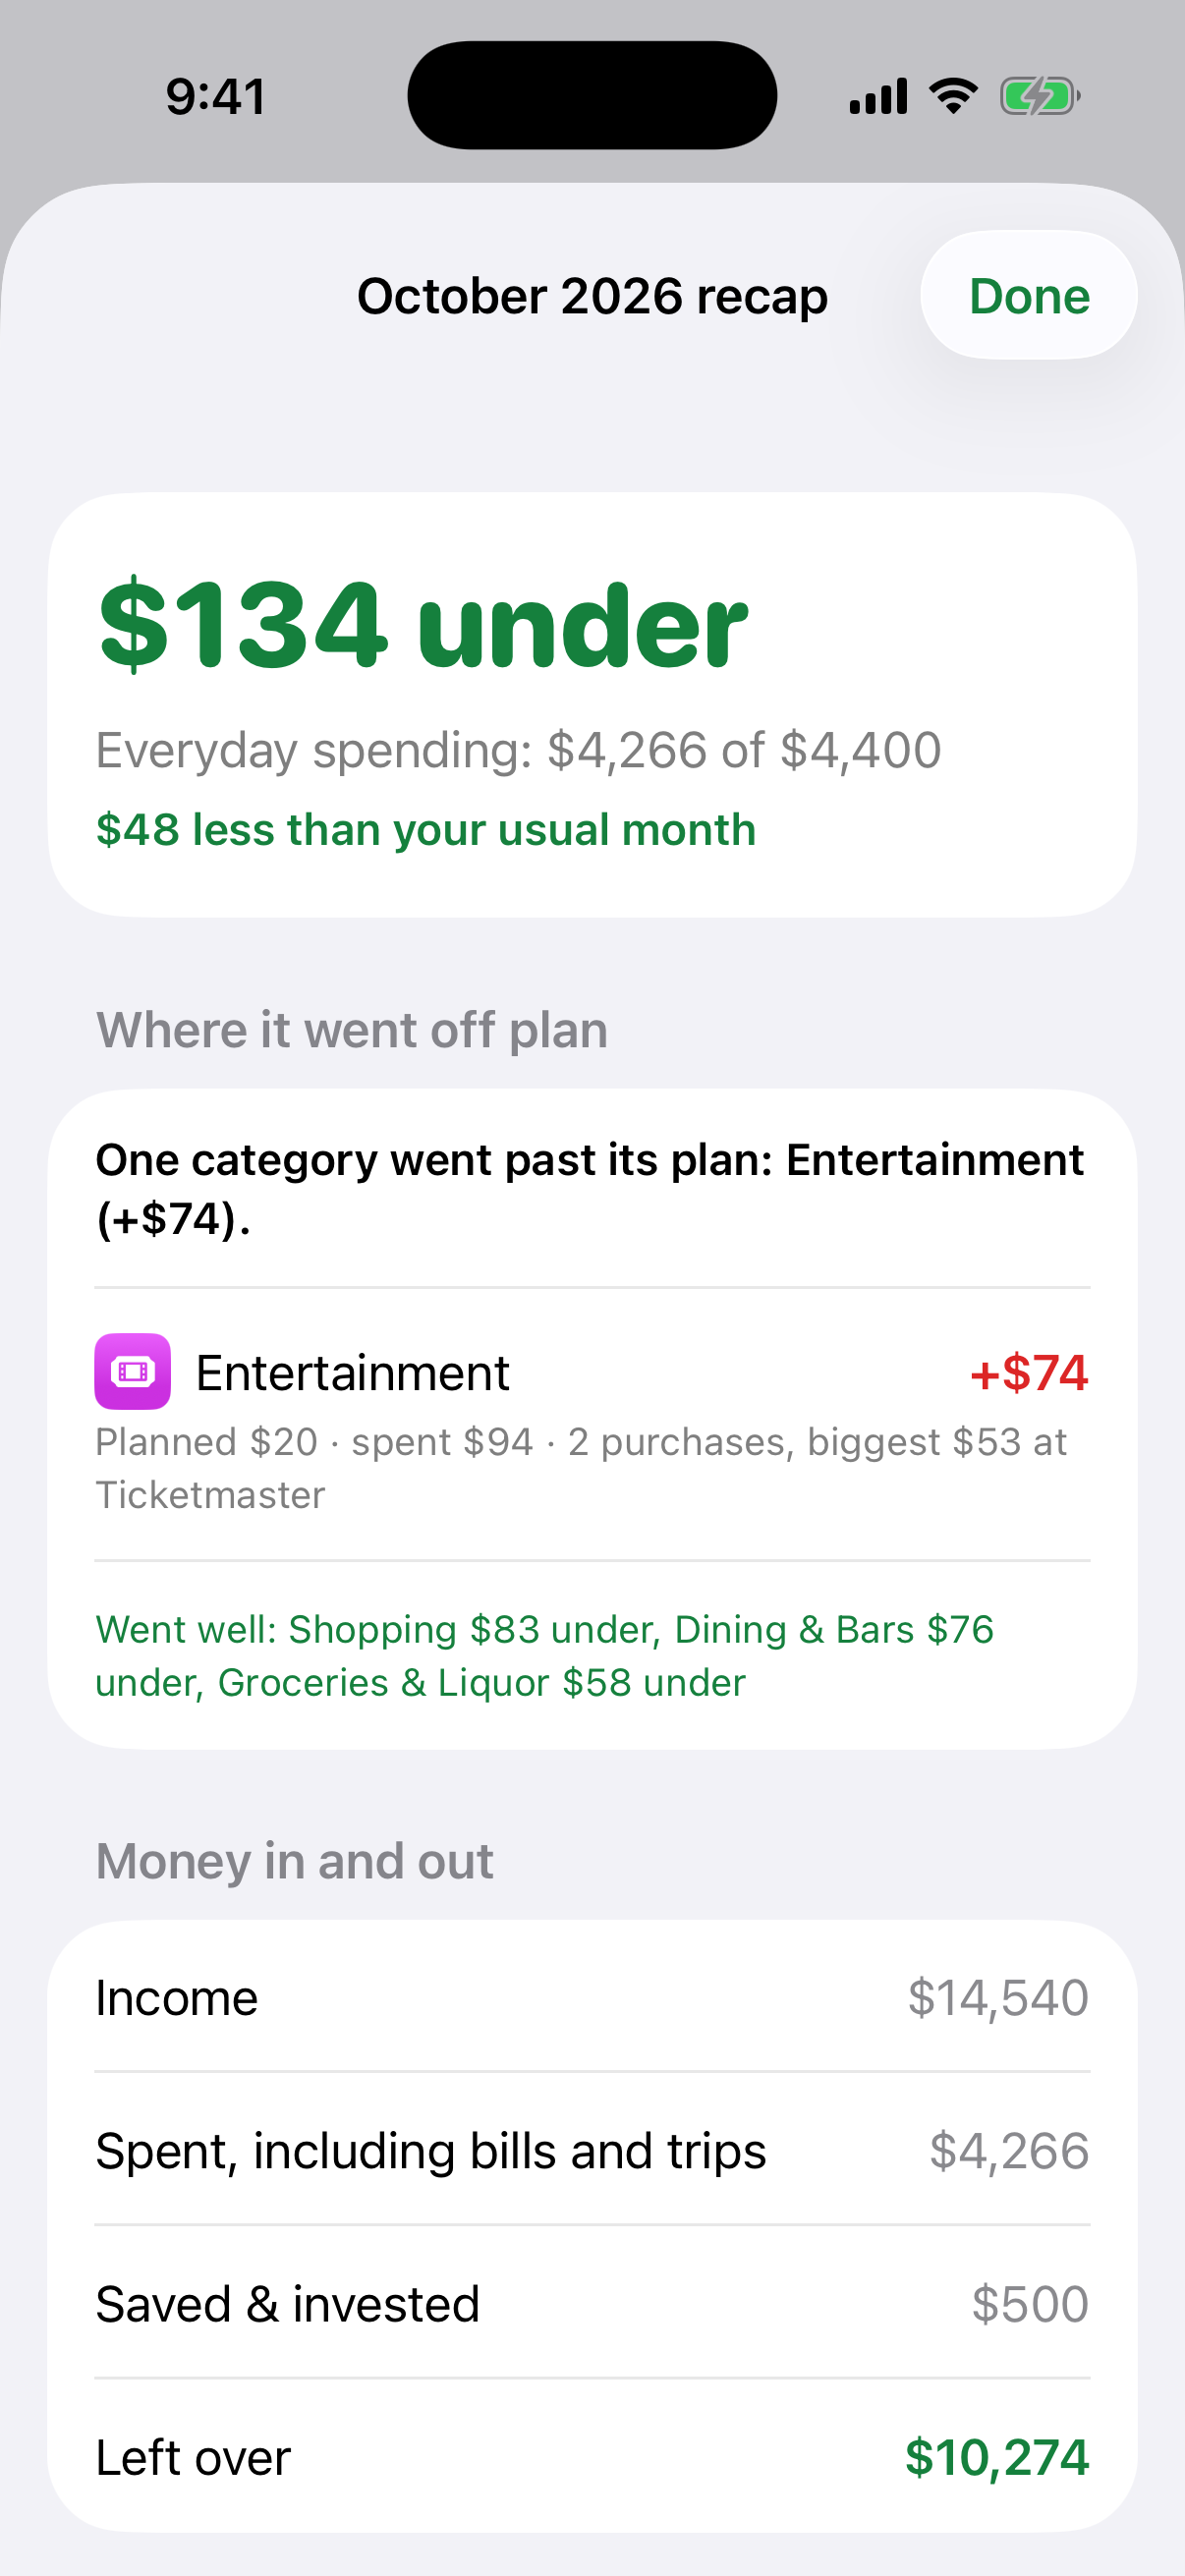 9:41
October 2026 recap
Done
$134 under
Everyday spending: $4,266 of $4,400
$48 less than your usual month
Where it went off plan
One category went past its plan: Entertainment
(+$74).
Entertainment
+$74
Planned $20 · spent $94 · 2 purchases, biggest $53 at
Ticketmaster
Went well: Shopping $83 under, Dining & Bars $76
under, Groceries & Liquor $58 under
Money in and out
Income
$14,540
Spent, including bills and trips
$4,266
Saved & invested
$500
Left over
$10,274